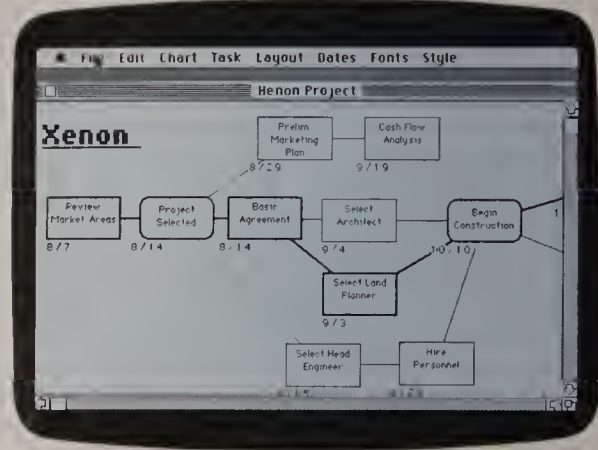 File Edit Chart Task Layout Dates Fonts Style
Henon Project
Xenon
Prelim
Marketing
Plan
8/29
Cash Flow
Analysis
9/19
Review
Market Areas
8/7
Project
Selected
8/14
Basic
Agreement
8/14
Select
Architect
9/4
Begin
Construction
10/10
1
Select Land
Planner
9/3
Select Head
Engineer
Hire
Personnel